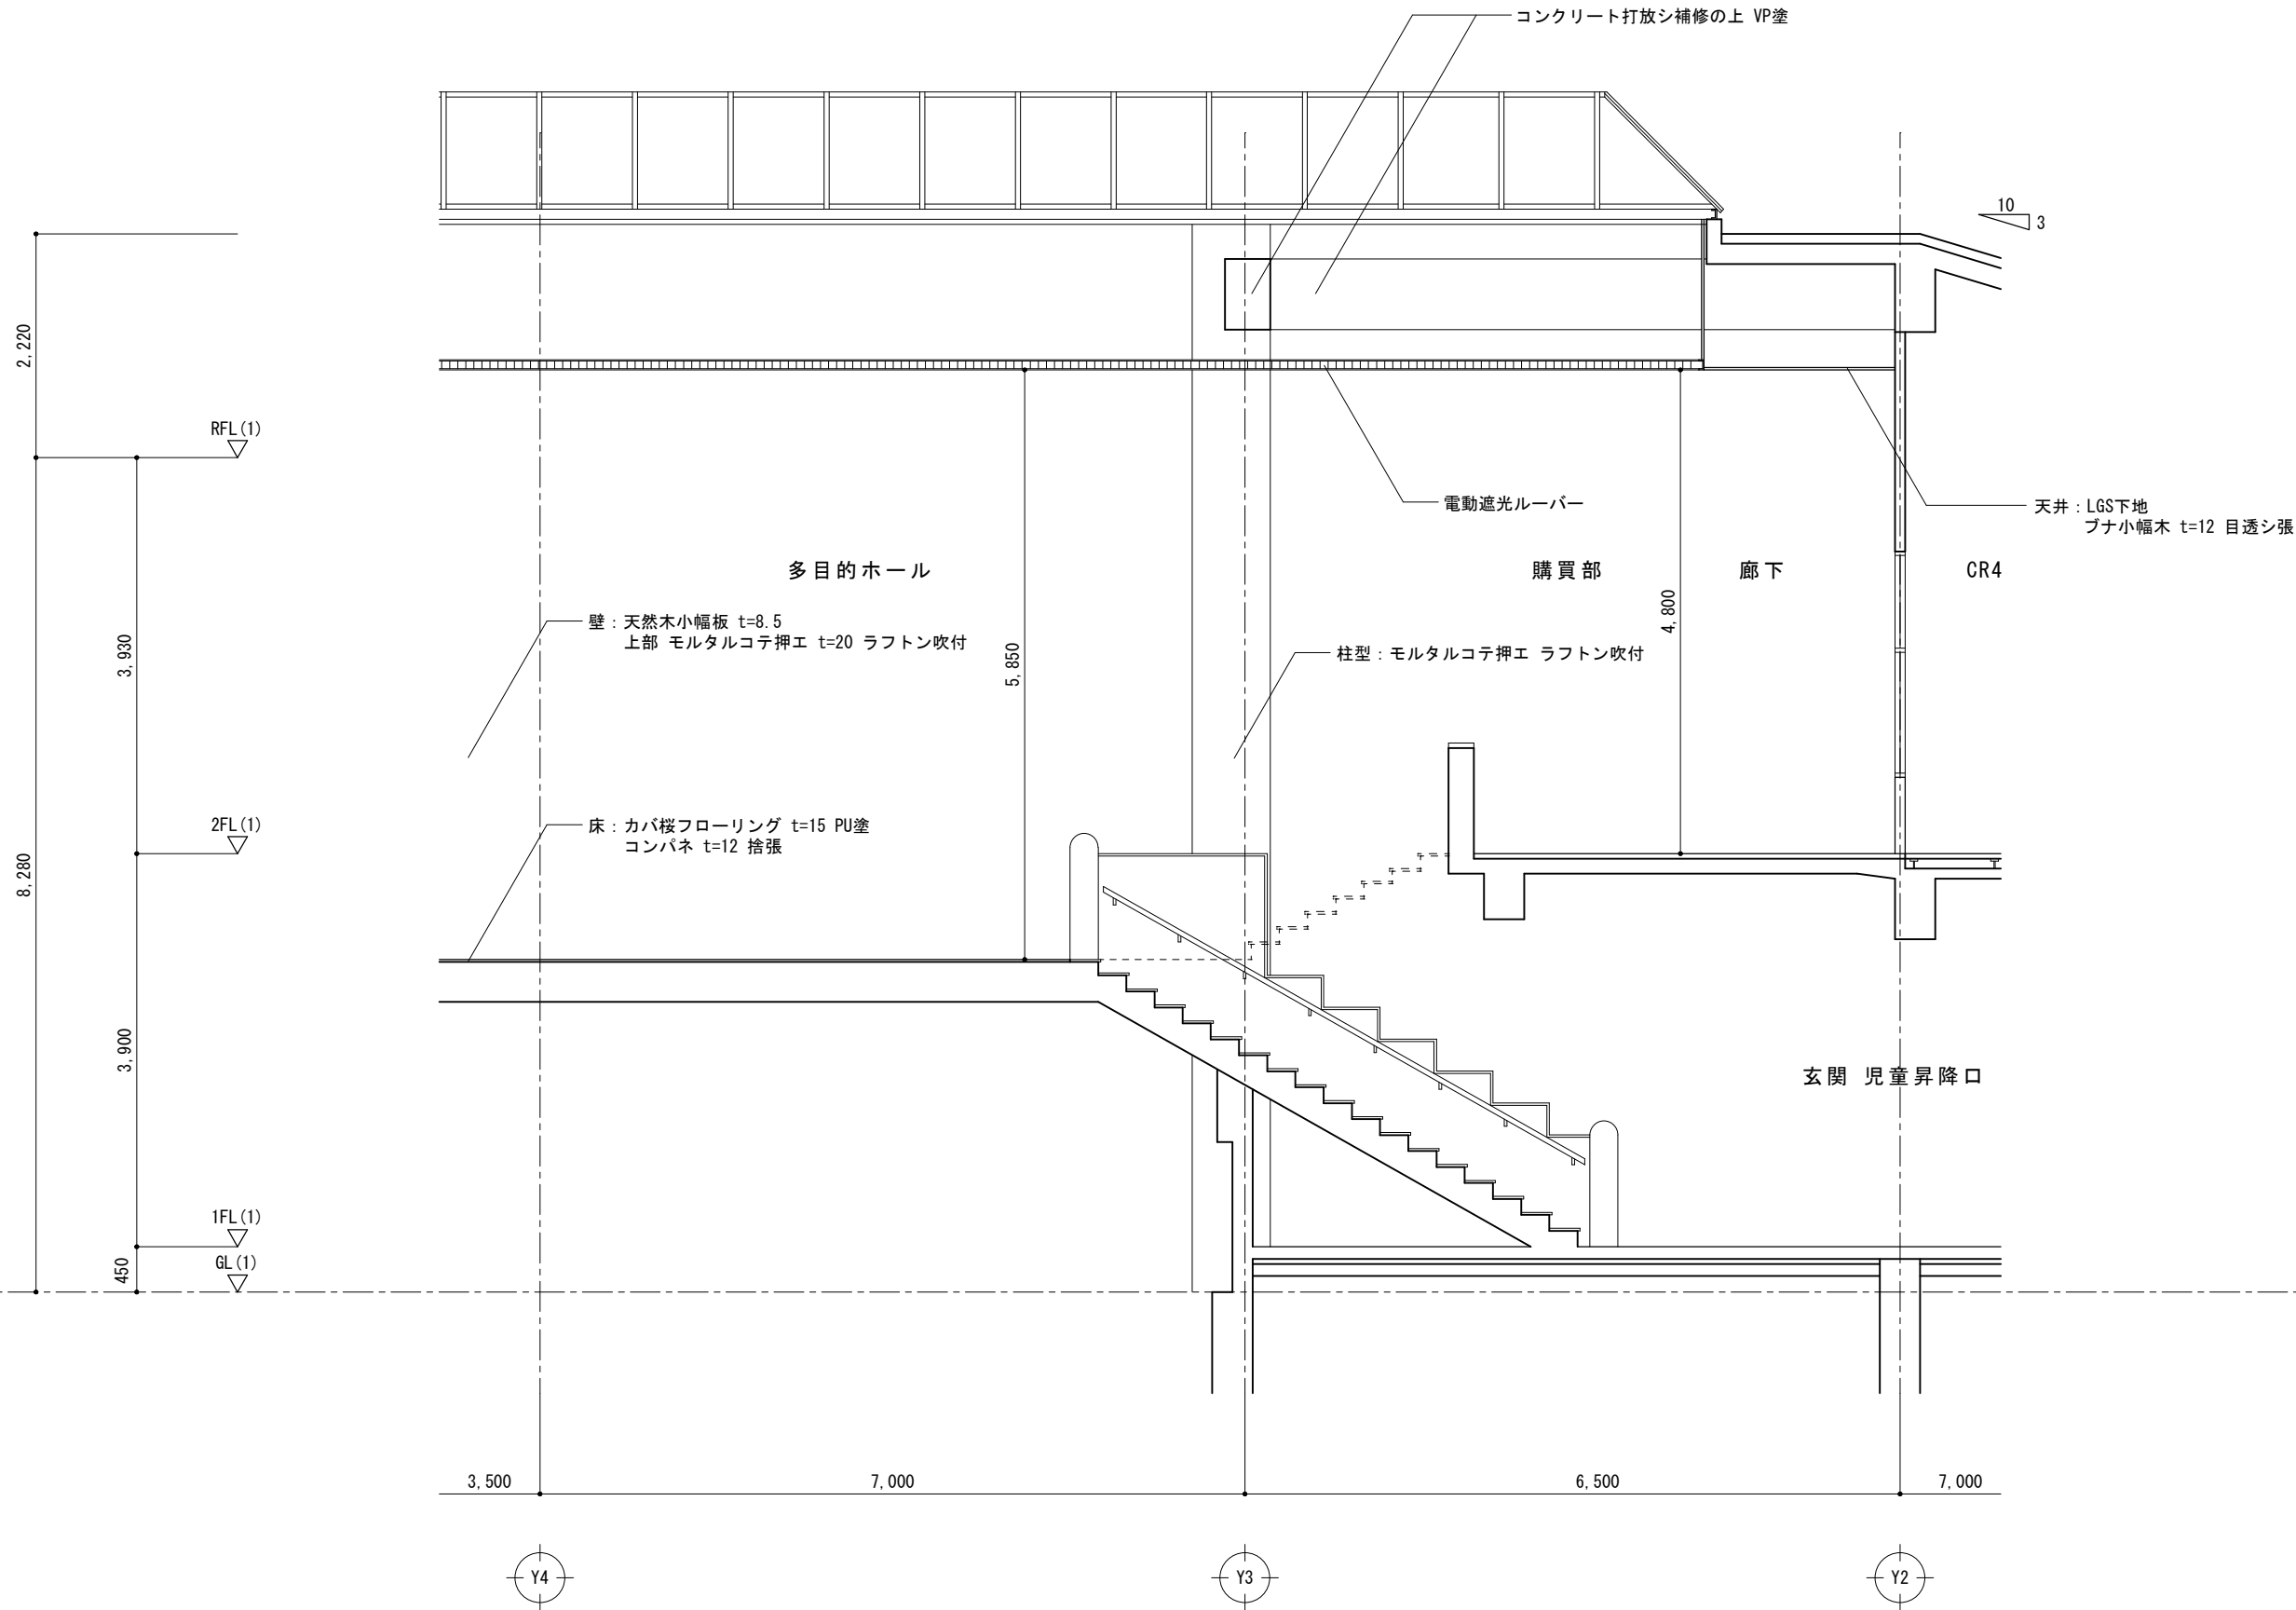 コンクリート打放シ補修の上 VP塗
10
3
2,220
RFL(1)
電動遮光ルーバー
天井：LGS下地
ブナ小幅木 t=12 目透シ張
多目的ホール
購買部
廊下
CR4
4,800
壁：天然木小幅板 t=8.5
上部 モルタルコテ押エ t=20 ラフトン吹付
3,930
5,850
柱型：モルタルコテ押エ ラフトン吹付
2FL(1)
床：カバ桜フローリング t=15 PU塗
コンパネ t=12 捨張
8,280
3,900
玄関 児童昇降口
1FL(1)
450
GL(1)
3,500
7,000
6,500
7,000
Y4
Y3
Y2